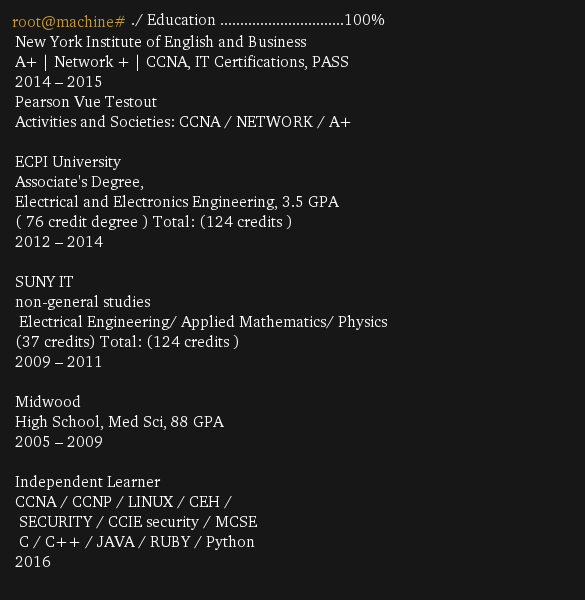 root@machine# ./ Education ...............................100%
New York Institute of English and Business
A+ | Network + | CCNA, IT Certifications, PASS
2014 – 2015
Pearson Vue Testout
Activities and Societies: CCNA / NETWORK / A+
ECPI University
Associate's Degree,
Electrical and Electronics Engineering, 3.5 GPA
( 76 credit degree ) Total: (124 credits )
2012 – 2014
SUNY IT
non-general studies
Electrical Engineering/ Applied Mathematics/ Physics
(37 credits) Total: (124 credits )
2009 – 2011
Midwood
High School, Med Sci, 88 GPA
2005 – 2009
Independent Learner
CCNA / CCNP / LINUX / CEH /
SECURITY / CCIE security / MCSE
C / C++ / JAVA / RUBY / Python
2016